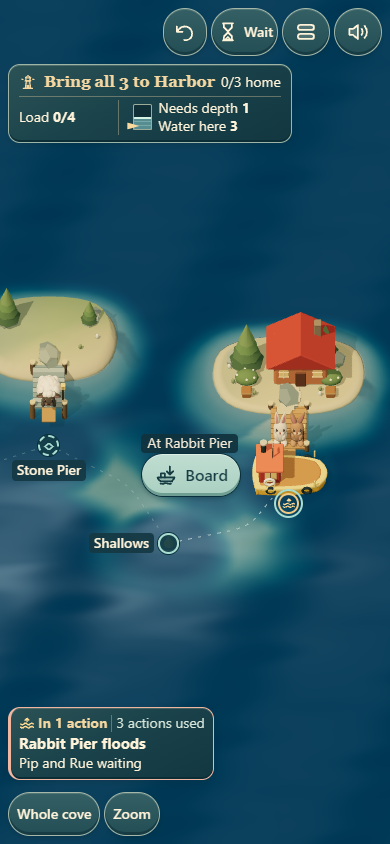 Wait
Bring all 3 to Harbor 0/3 home
Load 0/4
Needs depth 1
Water here 3
At Rabbit Pier
Board
Stone Pier
Shallows
In 1 action 3 actions used
Rabbit Pier floods
Pip and Rue waiting
Whole cove
Zoom